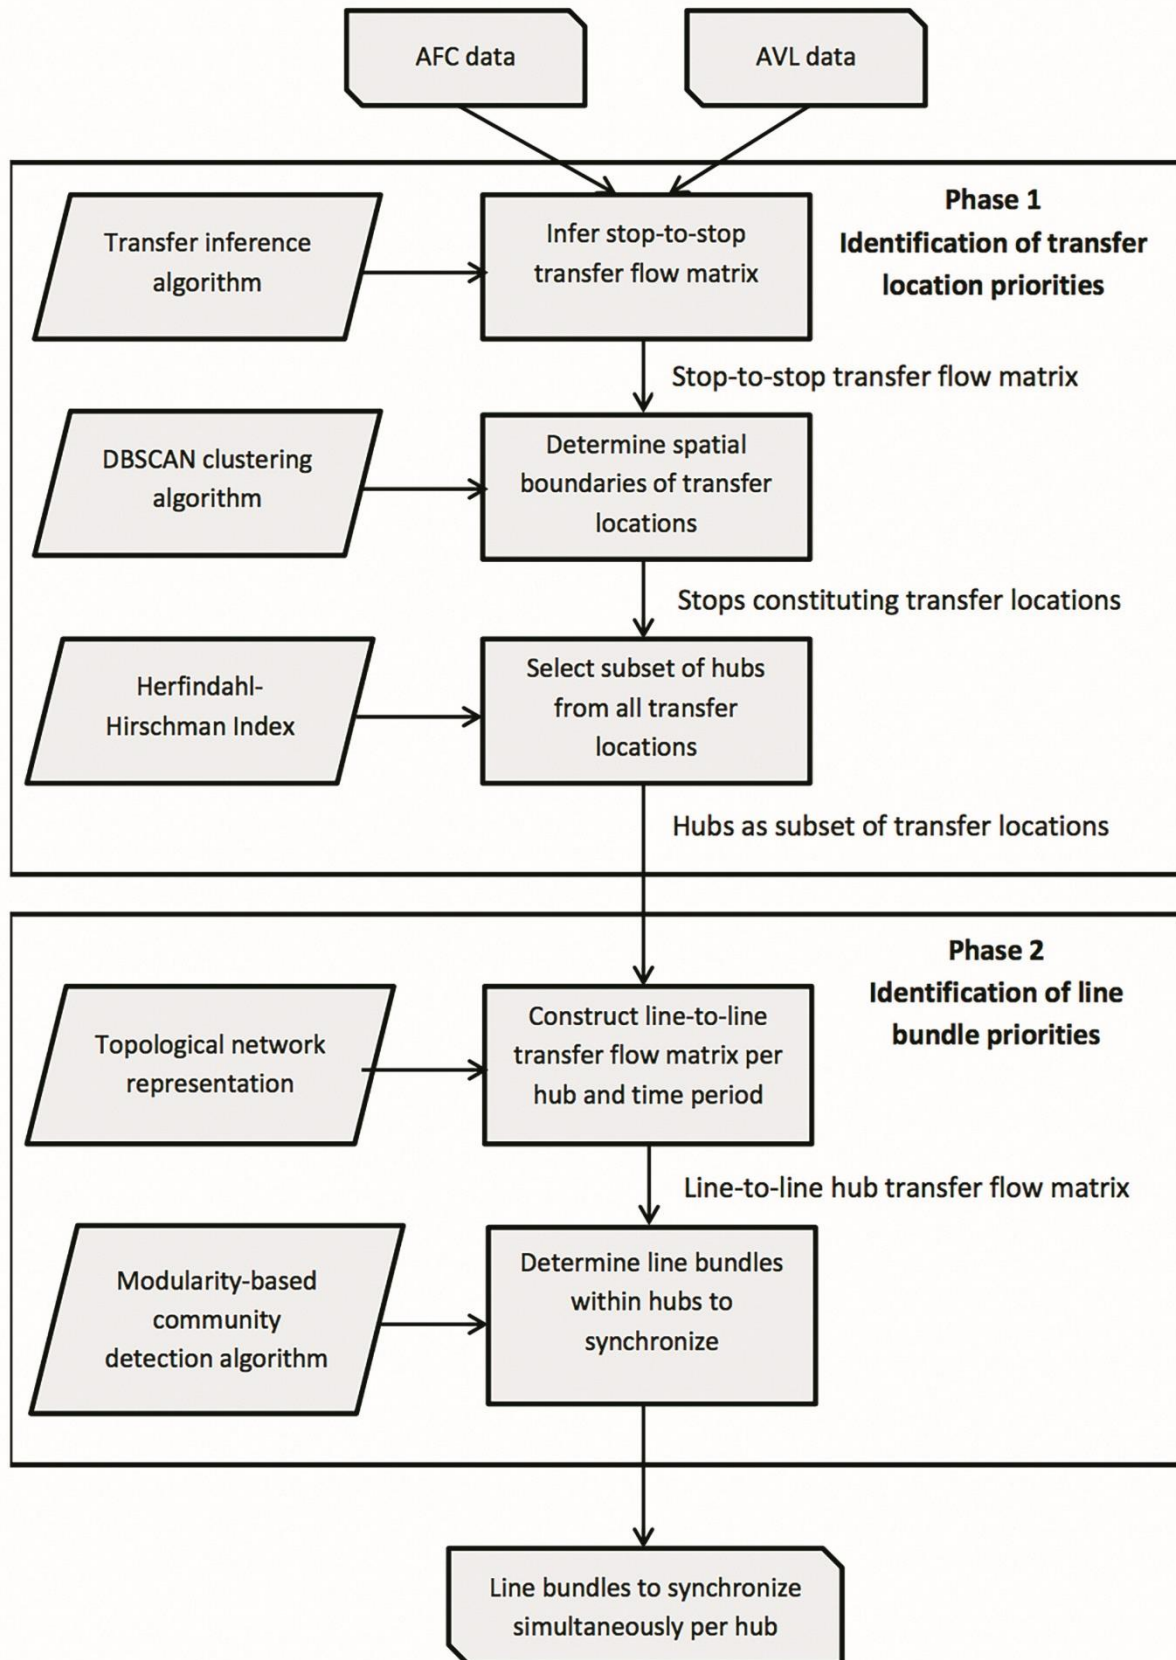 AFC data
AVL data
Phase 1
Identification of transfer
location priorities
Transfer inference
algorithm
Infer stop-to-stop
transfer flow matrix
Stop-to-stop transfer flow matrix
DBSCAN clustering
algorithm
Determine spatial
boundaries of transfer
locations
Stops constituting transfer locations
Herfindahl-
Hirschman Index
Select subset of hubs
from all transfer
locations
Hubs as subset of transfer locations
Phase 2
Identification of line
bundle priorities
Topological network
representation
Construct line-to-line
transfer flow matrix per
hub and time period
Line-to-line hub transfer flow matrix
Modularity-based
community
detection algorithm
Determine line bundles
within hubs to
synchronize
Line bundles to synchronize
simultaneously per hub